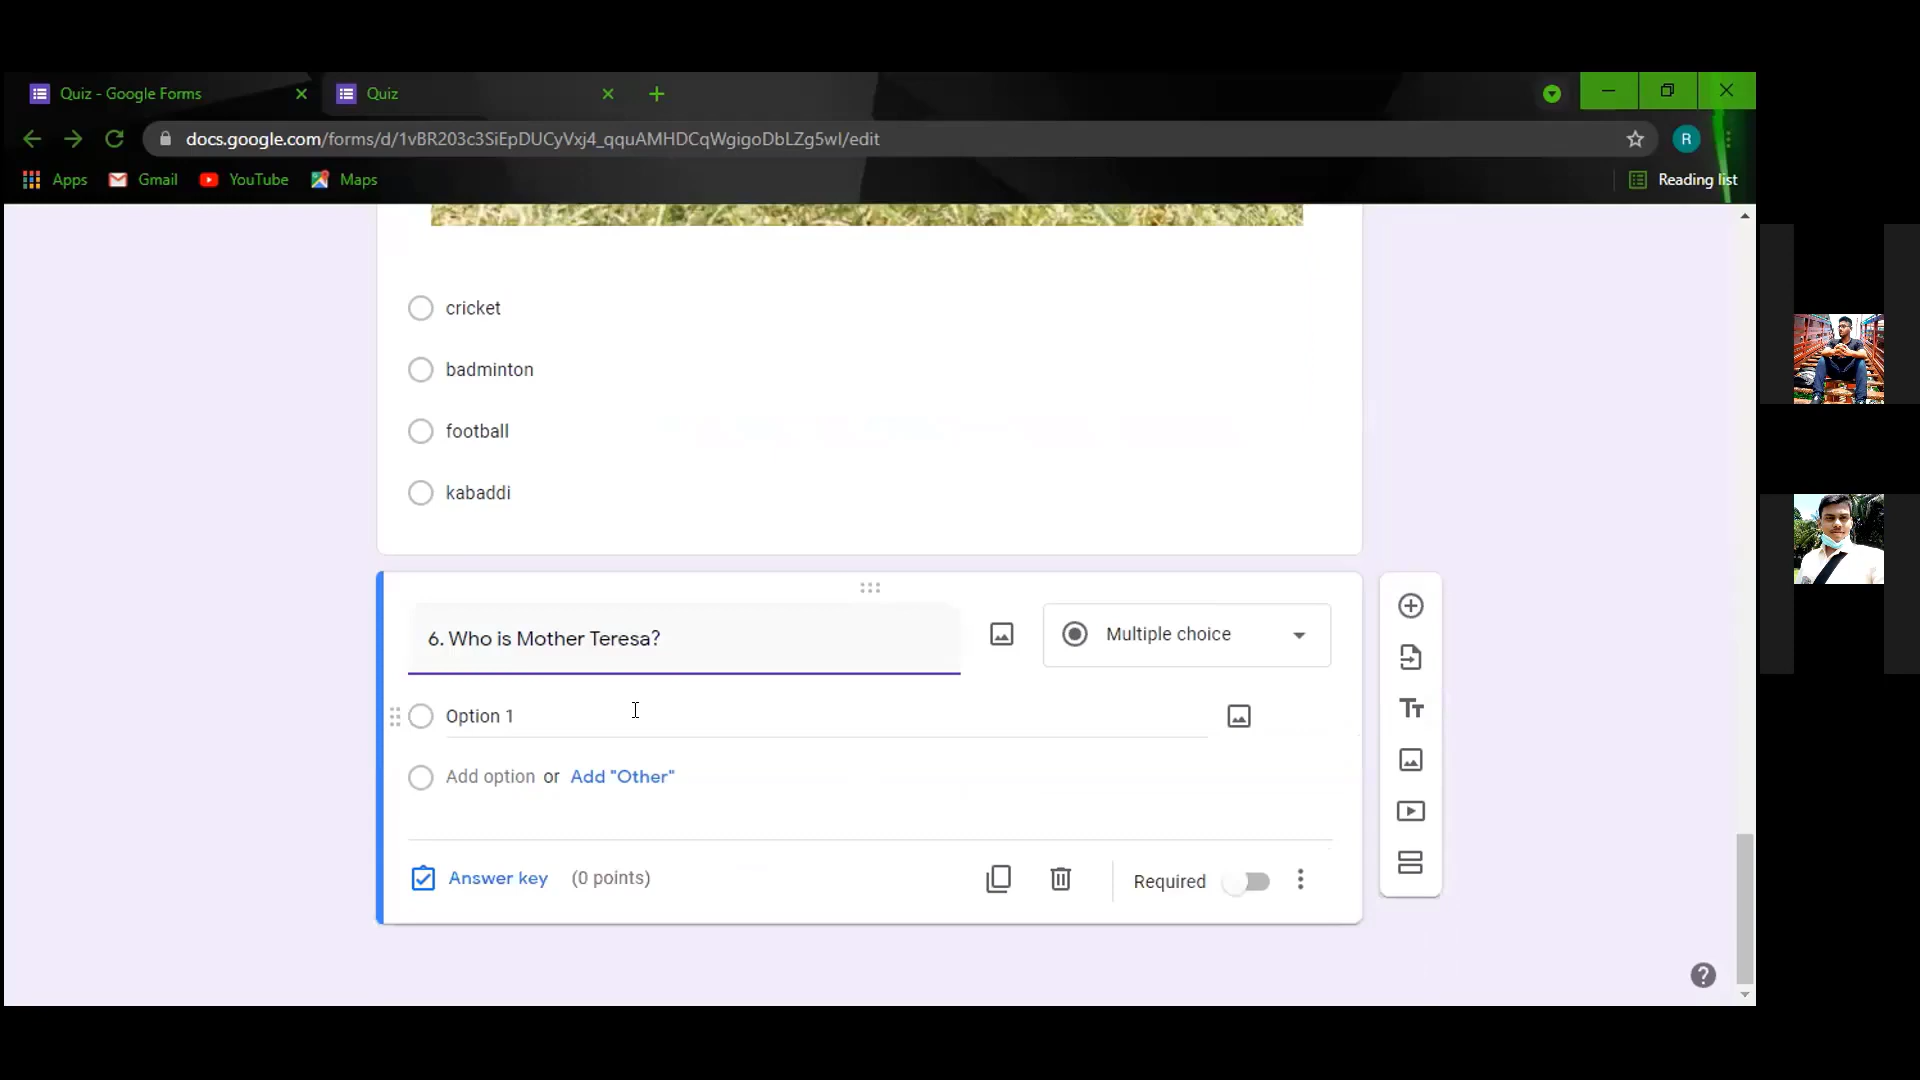 Quiz - Google Forms
Quiz
docs.google.com/forms/d/1vBR203c3SiEpDUCyVxj4_qquAMHDCqWgigoDbLZg5wI/edit
R
Apps
Gmail
YouTube
Maps
Reading list
cricket
badminton
football
kabaddi
6. Who is Mother Teresa?
Multiple choice
Option 1
Add option or Add "Other"
Answer key (0 points)
Required